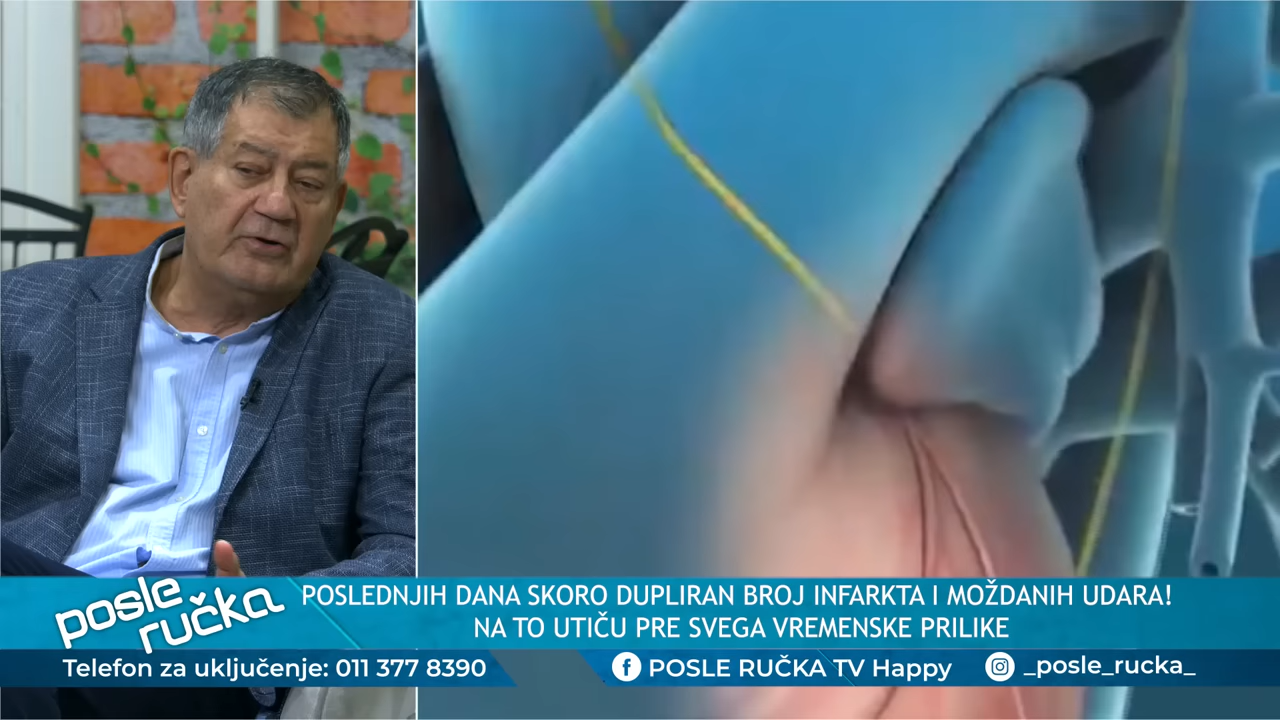 posle
ručka
POSLEDNJIH DANA SKORO DUPLIRAN BROJ INFARKTA I MOŽDANIH UDARA!
NA TO UTIČU PRE SVEGA VREMENSKE PRILIKE
Telefon za uključenje: 011 377 8390
POSLE RUČKA TV Happy
_posle_rucka_